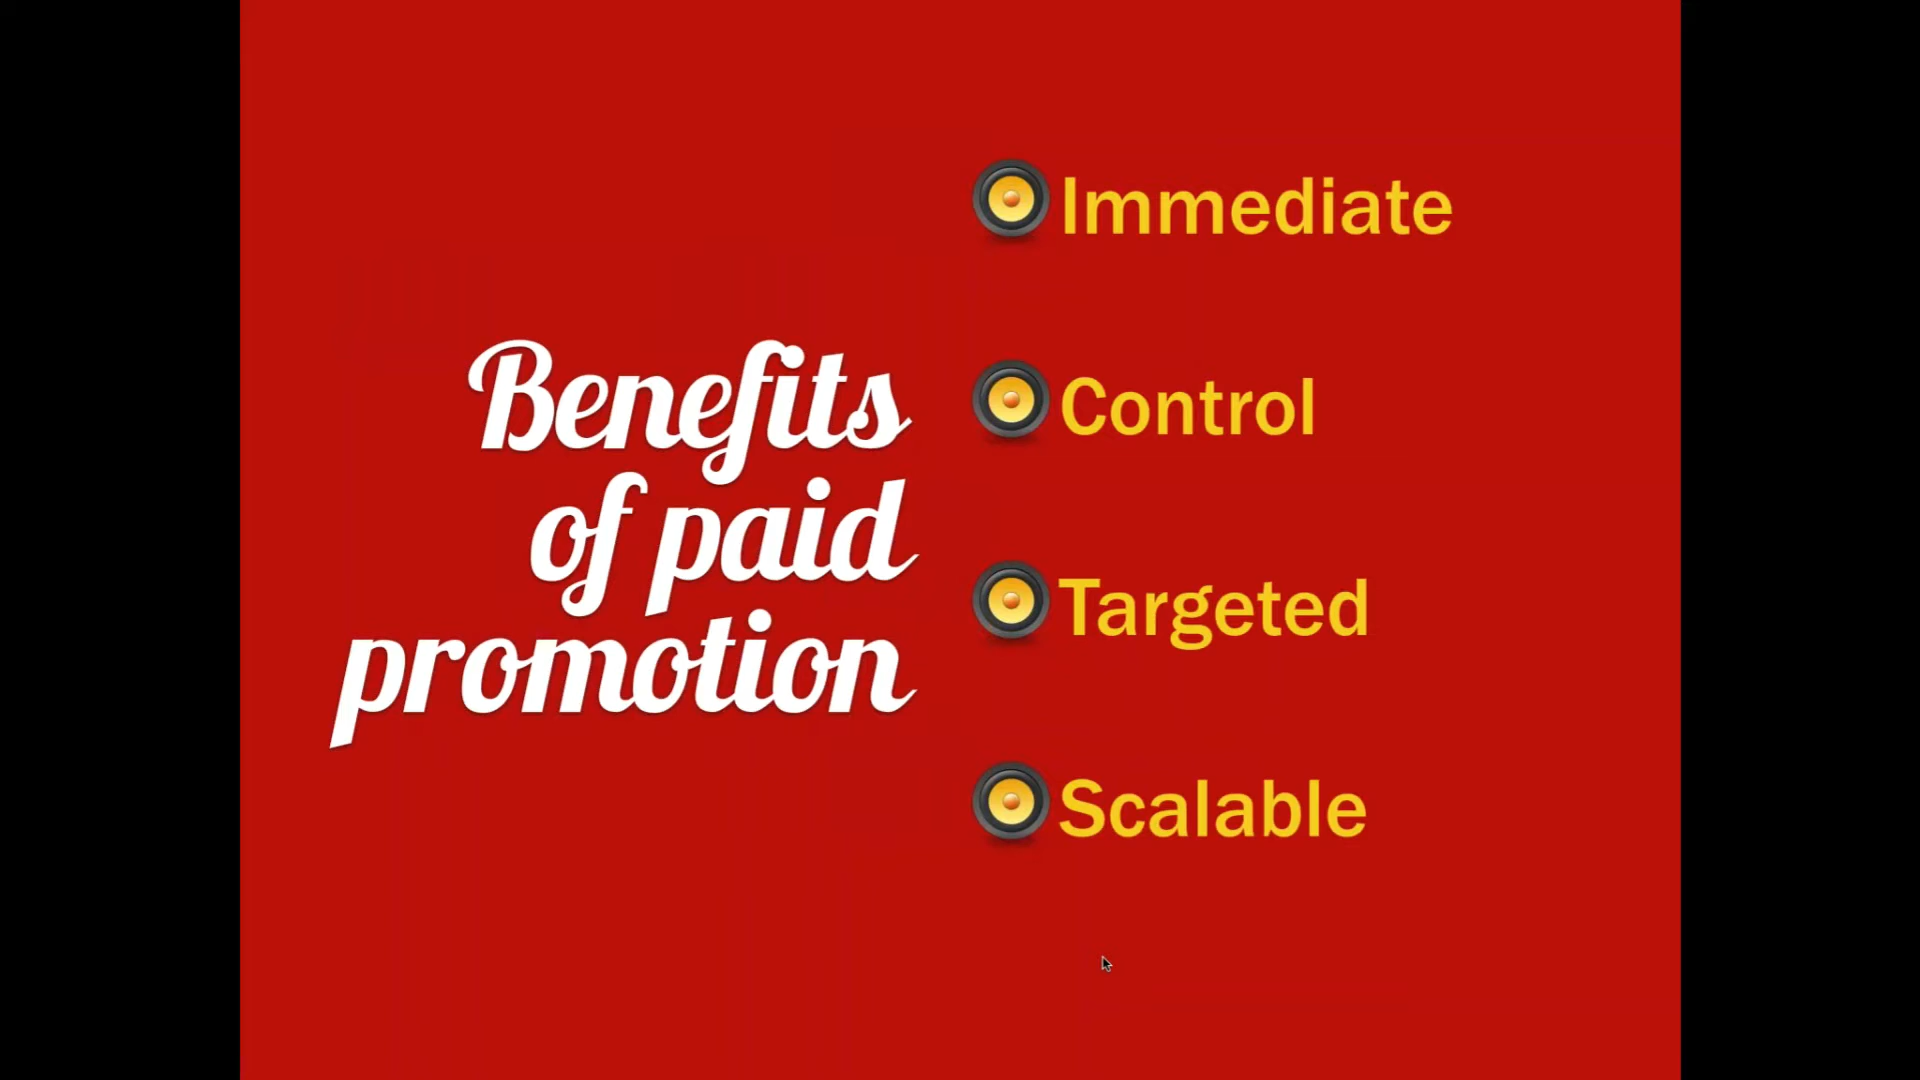 Benefits
of paid
promotion
Immediate
Control
Targeted
Scalable